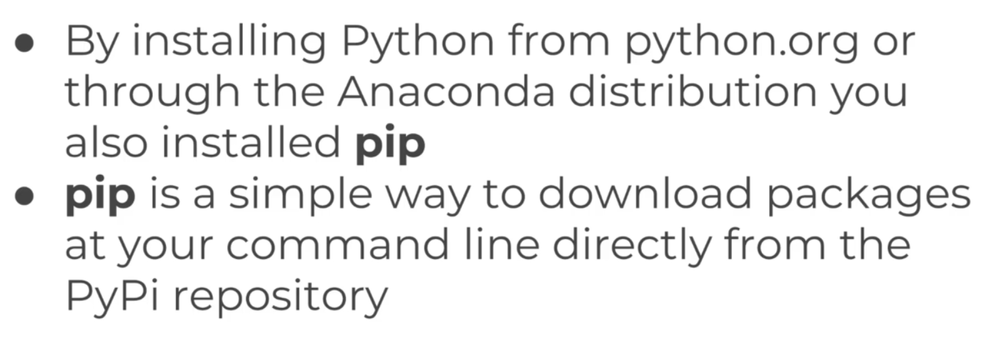 ● By installing Python from python.org or
through the Anaconda distribution you
also installed pip
● pip is a simple way to download packages
at your command line directly from the
PyPi repository